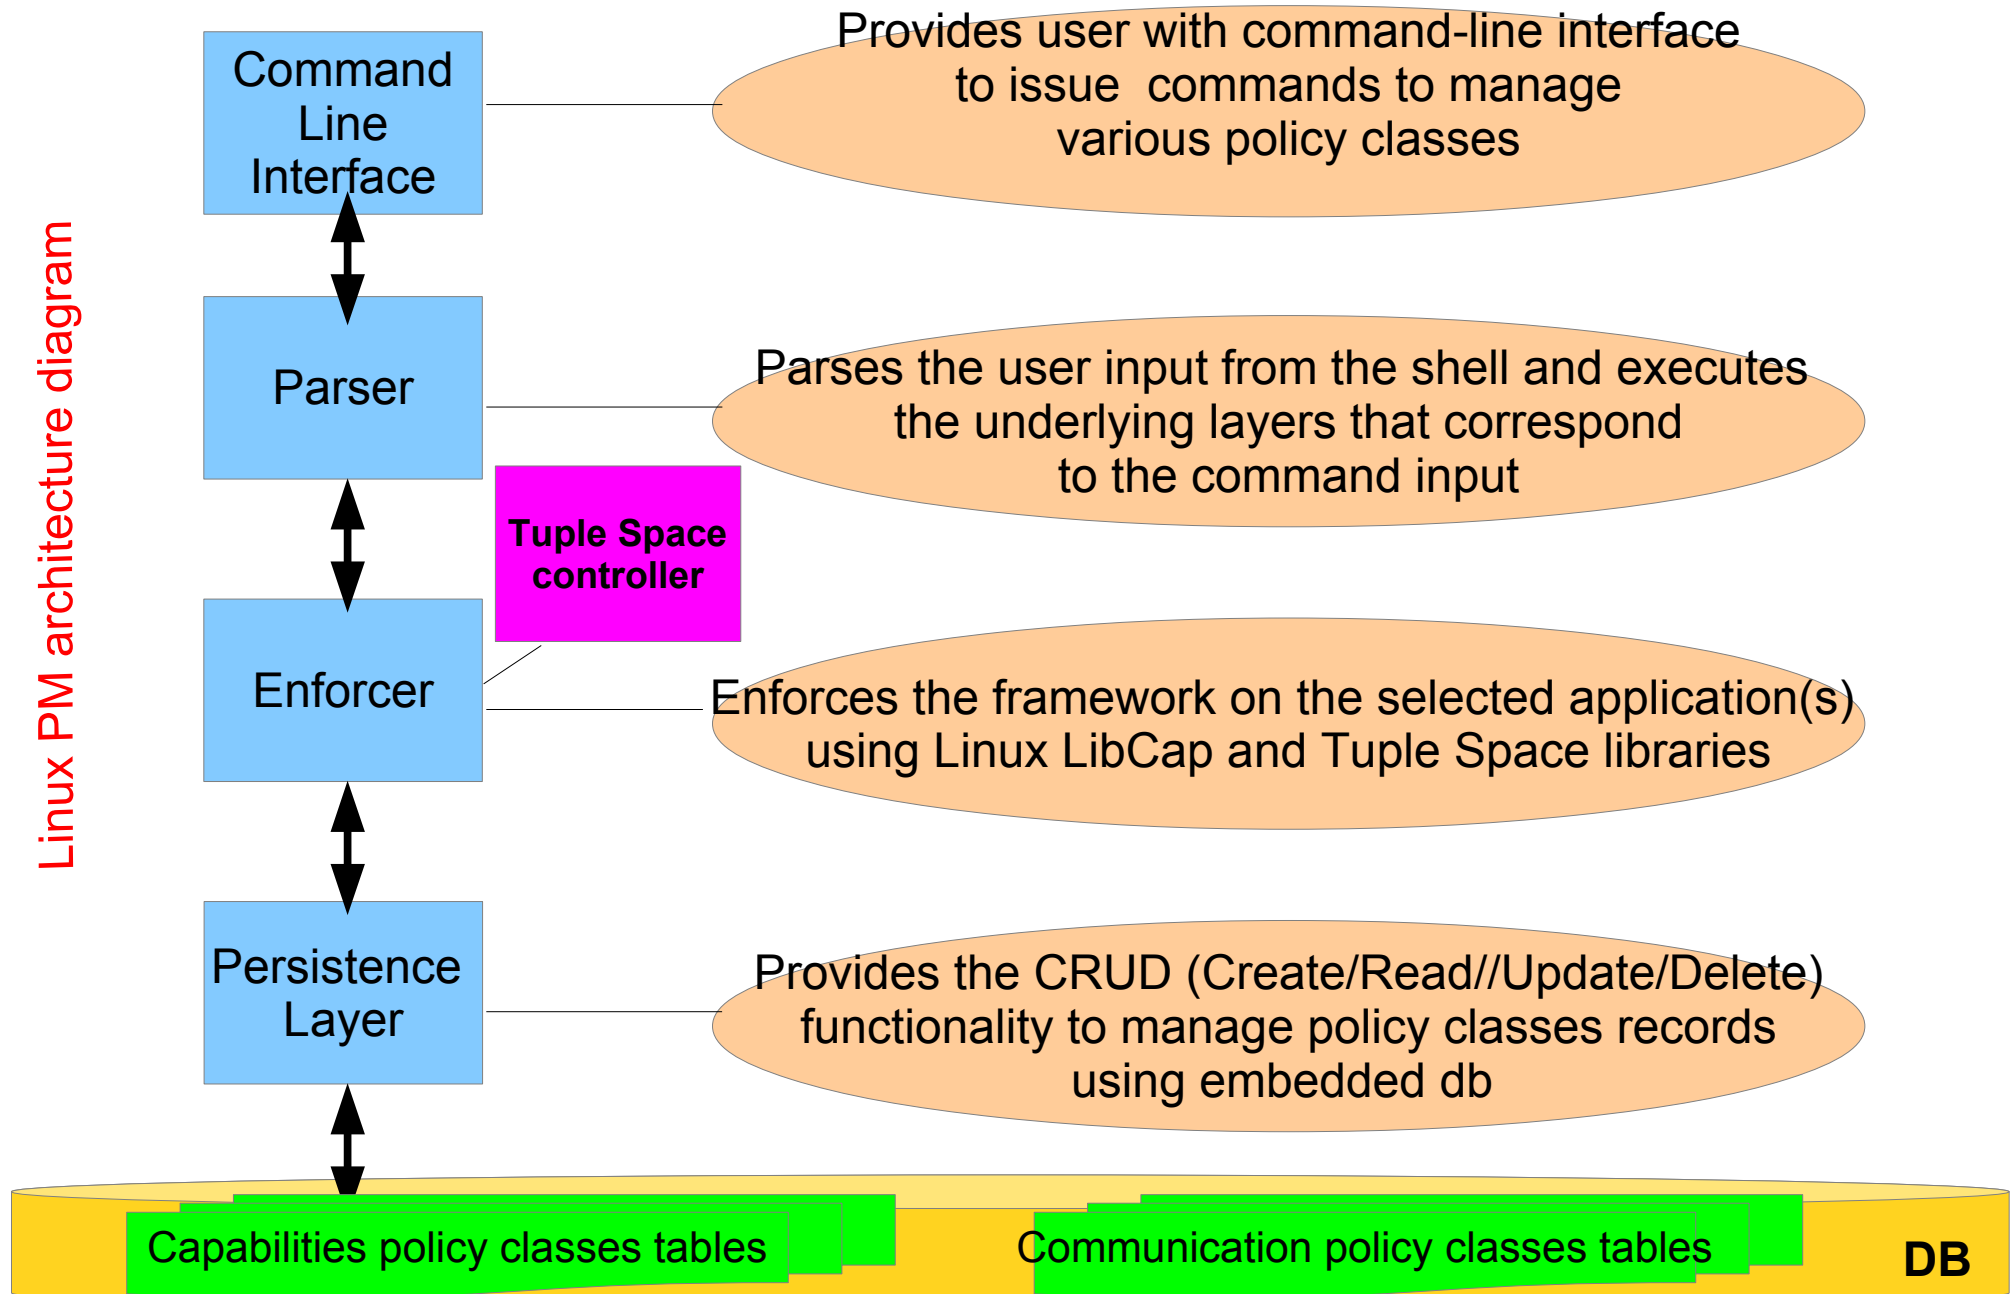 Linux PM architecture diagram
Command
Line
Interface
Provides user with command-line interface
to issue  commands to manage
various policy classes
Parser
Parses the user input from the shell and executes
the underlying layers that correspond
to the command input
Tuple Space
controller
Enforcer
Enforces the framework on the selected application(s)
using Linux LibCap and Tuple Space libraries
Persistence
Layer
Provides the CRUD (Create/Read//Update/Delete)
functionality to manage policy classes records
using embedded db
Capabilities policy classes tables
Communication policy classes tables
DB